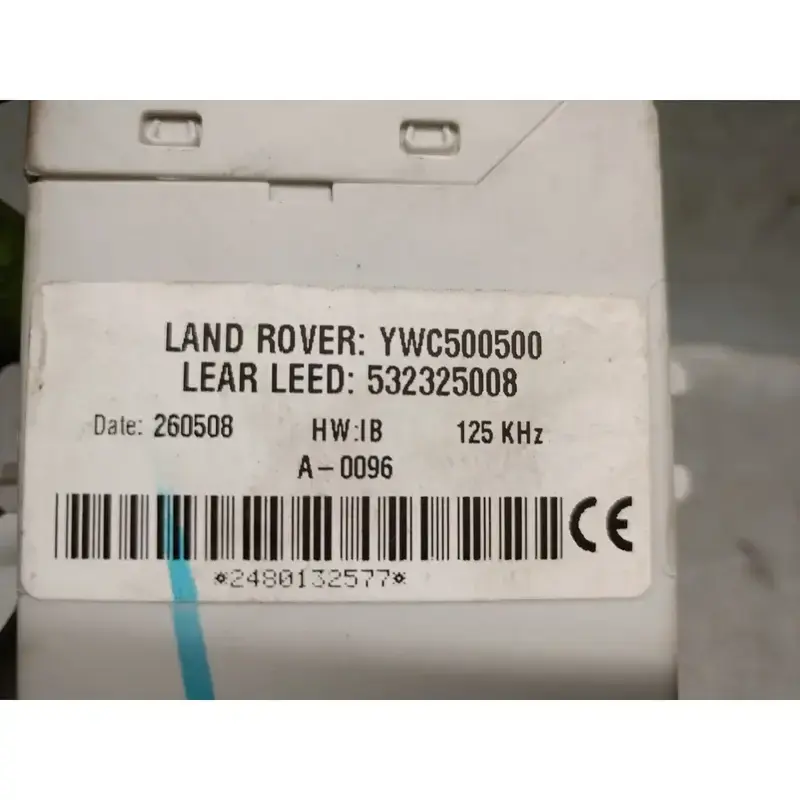 LAND ROVER: YWC500500
LEAR LEED: 532325008
Date: 260508 HW:IB 125 KHz
A-0096
CE
*2480132577*